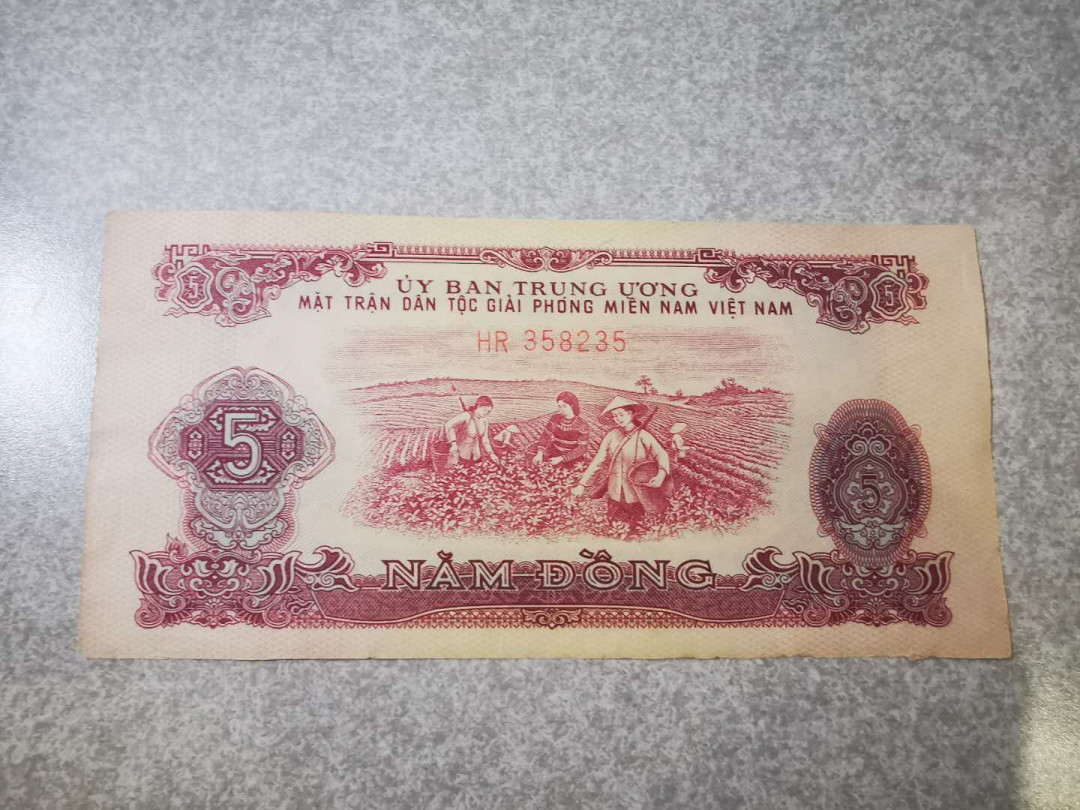 ỦY BAN TRUNG ƯƠNG
MẶT TRẬN DÂN TỘC GIẢI PHÓNG MIỀN NAM VIỆT NAM
HR 358235
5
5
5
5
NĂM ĐỒNG